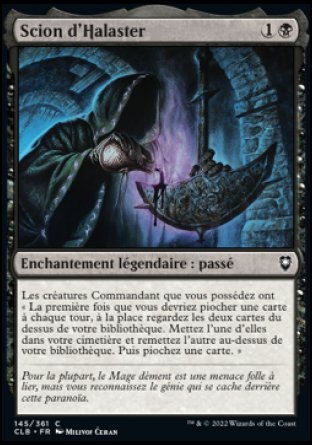 Scion d'Halaster 1
Enchantement légendaire : passé
Les créatures Commandant que vous possédez ont
« La première fois que vous devriez piocher une carte
à chaque tour, à la place regardez les deux cartes du
dessus de votre bibliothèque. Mettez l'une d'elles
dans votre cimetière et remettez l'autre au-dessus de
votre bibliothèque. Puis piochez une carte. »
Pour la plupart, le Mage dément est une menace folle à
lier, mais vous reconnaissez le génie qui se cache derrière
cette paranoïa.
145/361 C
CLB • FR Milivoj Ćeran
™ & © 2022 Wizards of the Coast